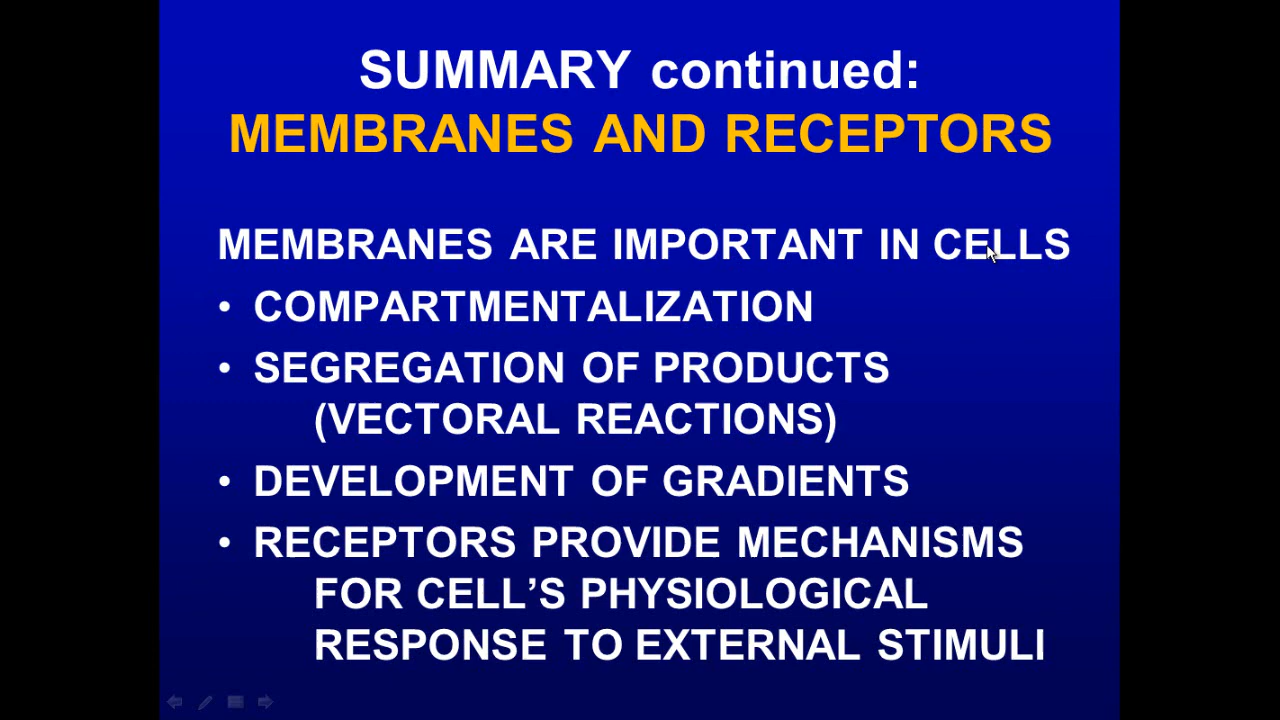 SUMMARY continued:
MEMBRANES AND RECEPTORS
MEMBRANES ARE IMPORTANT IN CELLS
• COMPARTMENTALIZATION
• SEGREGATION OF PRODUCTS
(VECTORAL REACTIONS)
• DEVELOPMENT OF GRADIENTS
• RECEPTORS PROVIDE MECHANISMS
FOR CELL’S PHYSIOLOGICAL
RESPONSE TO EXTERNAL STIMULI